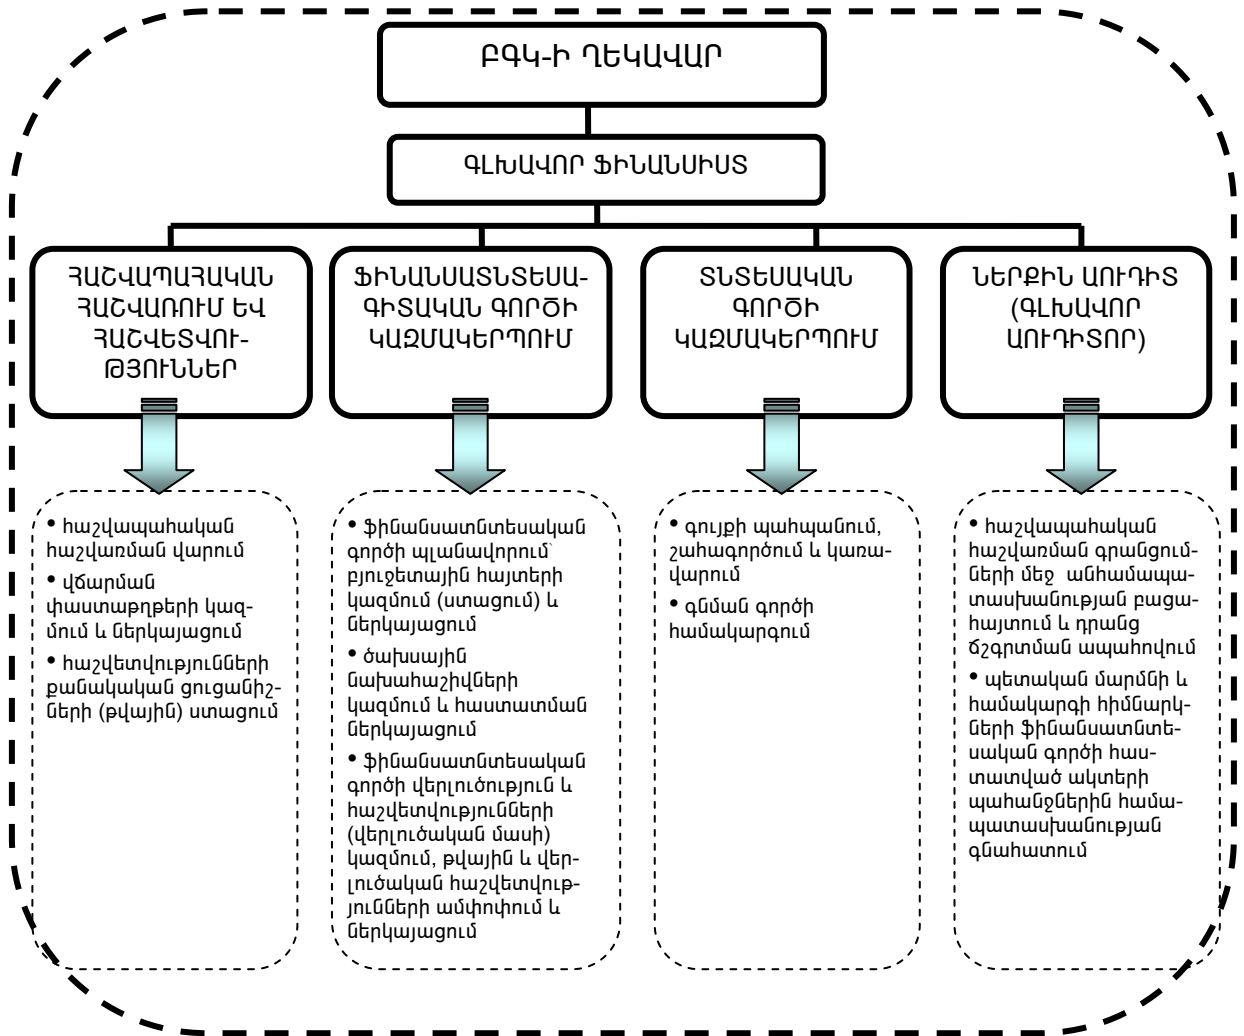 ԲԳԿ-Ի ՂԵԿԱՎԱՐ
ԳԼԽԱՎՈՐ ՖԻՆԱՆՍԻՍՏ
ՀԱՇՎԱՊԱՀԱԿԱՆ
ՀԱՇՎԱՌՈՒՄ ԵՎ
ՀԱՇՎԵՏՎՈՒ-
ԹՅՈՒՆՆԵՐ
ՖԻՆԱՆՍԱՏՆՏԵՍԱ-
ԳԻՏԱԿԱՆ ԳՈՐԾԻ
ԿԱԶՄԱԿԵՐՊՈՒՄ
ՏՆՏԵՍԱԿԱՆ
ԳՈՐԾԻ
ԿԱԶՄԱԿԵՐՊՈՒՄ
ՆԵՐՔԻՆ ԱՈՒԴԻՏ
(ԳԼԽԱՎՈՐ
ԱՈՒԴԻՏՈՐ)
• հաշվապահական
հաշվառման վարում
• վճարման
փաստաթղթերի կազ-
մում և ներկայացում
• հաշվետվությունների
քանակական ցուցանիշ-
ների (թվային) ստացում
• ֆինանսատնտեսական
գործի պլանավորում՝
բյուջետային հայտերի
կազմում (ստացում) և
ներկայացում
• ծախսային
նախահաշիվների
կազմում և հաստատման
ներկայացում
• ֆինանսատնտեսական
գործի վերլուծություն և
հաշվետվությունների
(վերլուծական մասի)
կազմում, թվային և վեր-
լուծական հաշվետվութ-
յունների ամփոփում և
ներկայացում
• գույքի պահպանում,
շահագործում և կառա-
վարում
• գնման գործի
համակարգում
• հաշվապահական
հաշվառման գրանցում-
ների մեջ անհամապա-
տասխանության բացա-
հայտում և դրանց
ճշգրտման ապահովում
• պետական մարմնի և
համակարգի հիմնարկ-
ների ֆինանսատնտե-
սական գործի հաս-
տատված ակտերի
պահանջներին համա-
պատասխանության
գնահատում